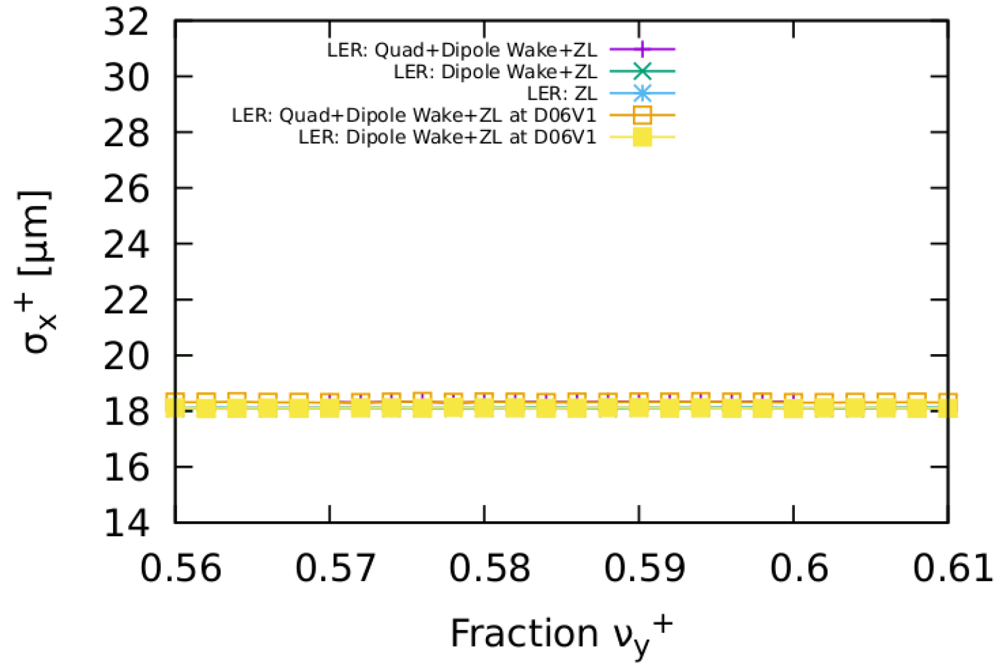 32
30
28
26
24
22
20
18
16
14
σx+ [μm]
LER: Quad+Dipole Wake+ZL
LER: Dipole Wake+ZL
LER: ZL
LER: Quad+Dipole Wake+ZL at D06V1
LER: Dipole Wake+ZL at D06V1
0.56 0.57 0.58 0.59 0.6 0.61
Fraction νy+